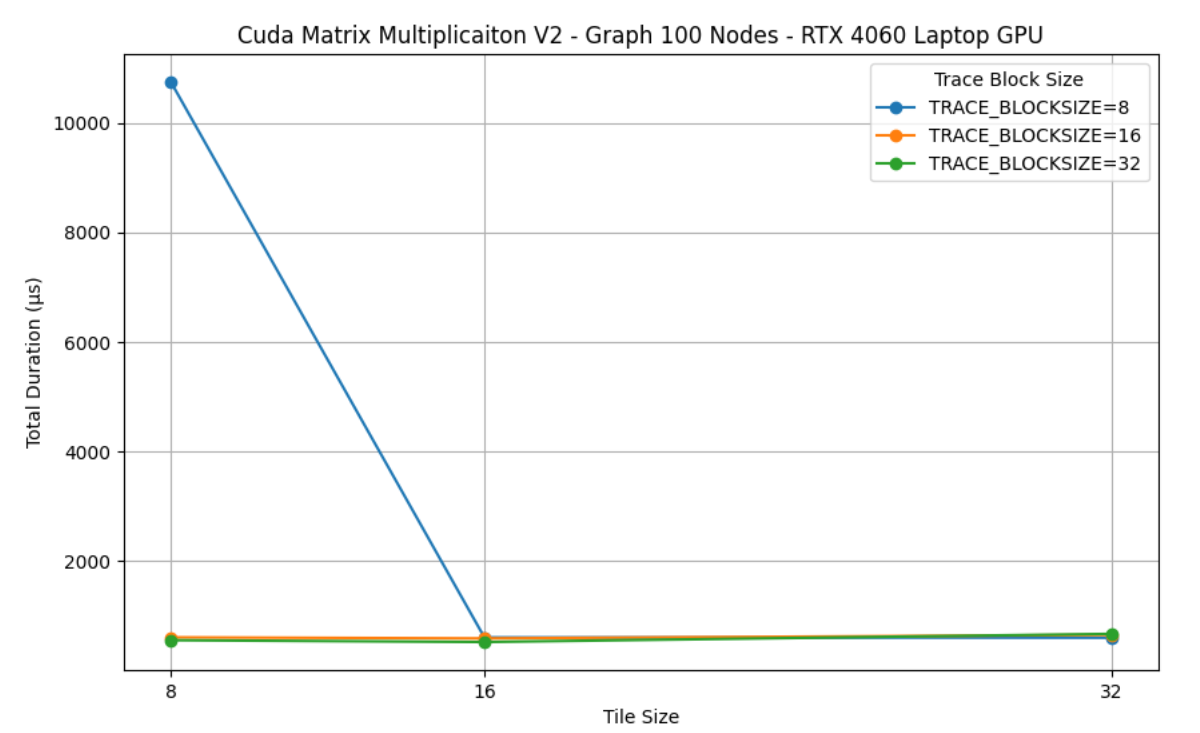 Cuda Matrix Multiplicaiton V2 - Graph 100 Nodes - RTX 4060 Laptop GPU
Trace Block Size
TRACE_BLOCKSIZE=8
TRACE_BLOCKSIZE=16
TRACE_BLOCKSIZE=32
Total Duration (µs)
10000
8000
6000
4000
2000
8
16
32
Tile Size